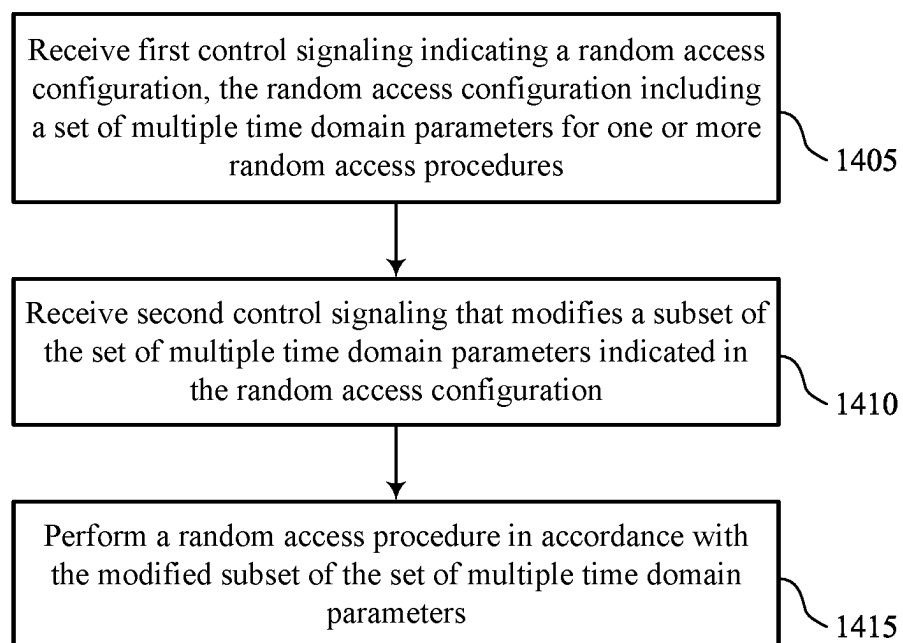 Receive first control signaling indicating a random access
configuration, the random access configuration including
a set of multiple time domain parameters for one or more
random access procedures
1405
Receive second control signaling that modifies a subset of
the set of multiple time domain parameters indicated in
the random access configuration
1410
Perform a random access procedure in accordance with
the modified subset of the set of multiple time domain
parameters
1415